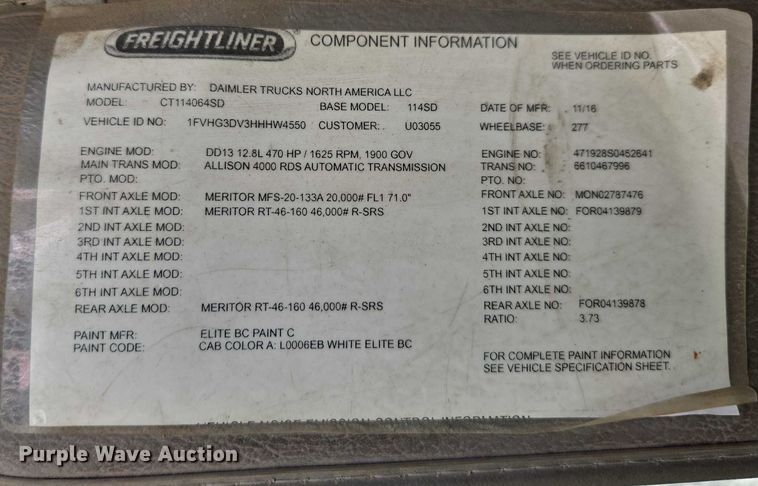 FREIGHTLINER COMPONENT INFORMATION
SEE VEHICLE ID NO.
WHEN ORDERING PARTS
MANUFACTURED BY: DAIMLER TRUCKS NORTH AMERICA LLC
MODEL: CT114064SD BASE MODEL: 114SD DATE OF MFR: 11/16
VEHICLE ID NO: 1FVHG3DV3HHHW4550 CUSTOMER: U03055 WHEELBASE: 277
ENGINE MOD: DD13 12.8L 470 HP / 1625 RPM, 1900 GOV ENGINE NO: 471928S0452641
MAIN TRANS MOD: ALLISON 4000 RDS AUTOMATIC TRANSMISSION TRANS NO: 6610467996
PTO. MOD: PTO. NO:
FRONT AXLE MOD: MERITOR MFS-20-133A 20,000# FL1 71.0" FRONT AXLE NO: MON02787476
1ST INT AXLE MOD: MERITOR RT-46-160 46,000# R-SRS 1ST INT AXLE NO: FOR04139879
2ND INT AXLE MOD: 2ND INT AXLE NO:
3RD INT AXLE MOD: 3RD INT AXLE NO:
4TH INT AXLE MOD: 4TH INT AXLE NO:
5TH INT AXLE MOD: 5TH INT AXLE NO:
6TH INT AXLE MOD: 6TH INT AXLE NO:
REAR AXLE MOD: MERITOR RT-46-160 46,000# R-SRS REAR AXLE NO: FOR04139878
RATIO: 3.73
PAINT MFR: ELITE BC PAINT C
PAINT CODE: CAB COLOR A: L0006EB WHITE ELITE BC
FOR COMPLETE PAINT INFORMATION
SEE VEHICLE SPECIFICATION SHEET.
VEHICLE NOISE EMISSION CONTROL INFORMATION
Purple Wave Auction